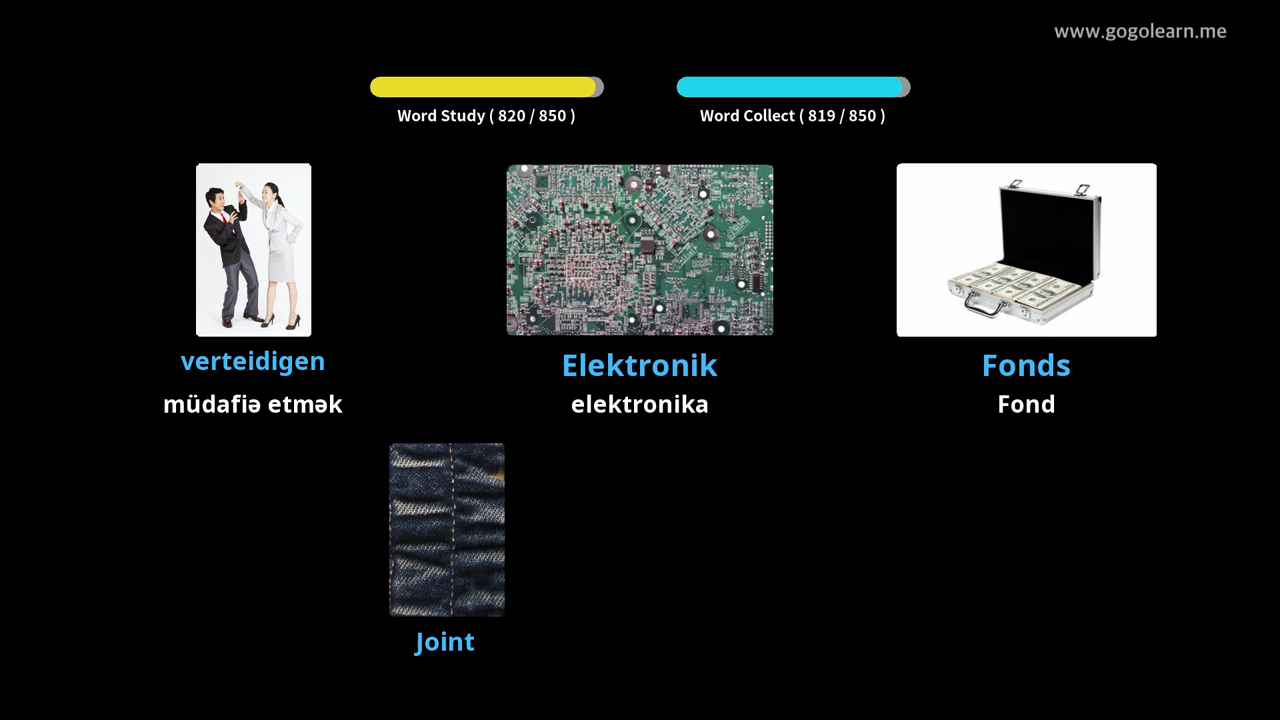 www.gogolearn.me
Word Study ( 820 / 850 )
Word Collect ( 819 / 850 )
verteidigen
müdafiə etmək
Elektronik
elektronika
Fonds
Fond
Joint